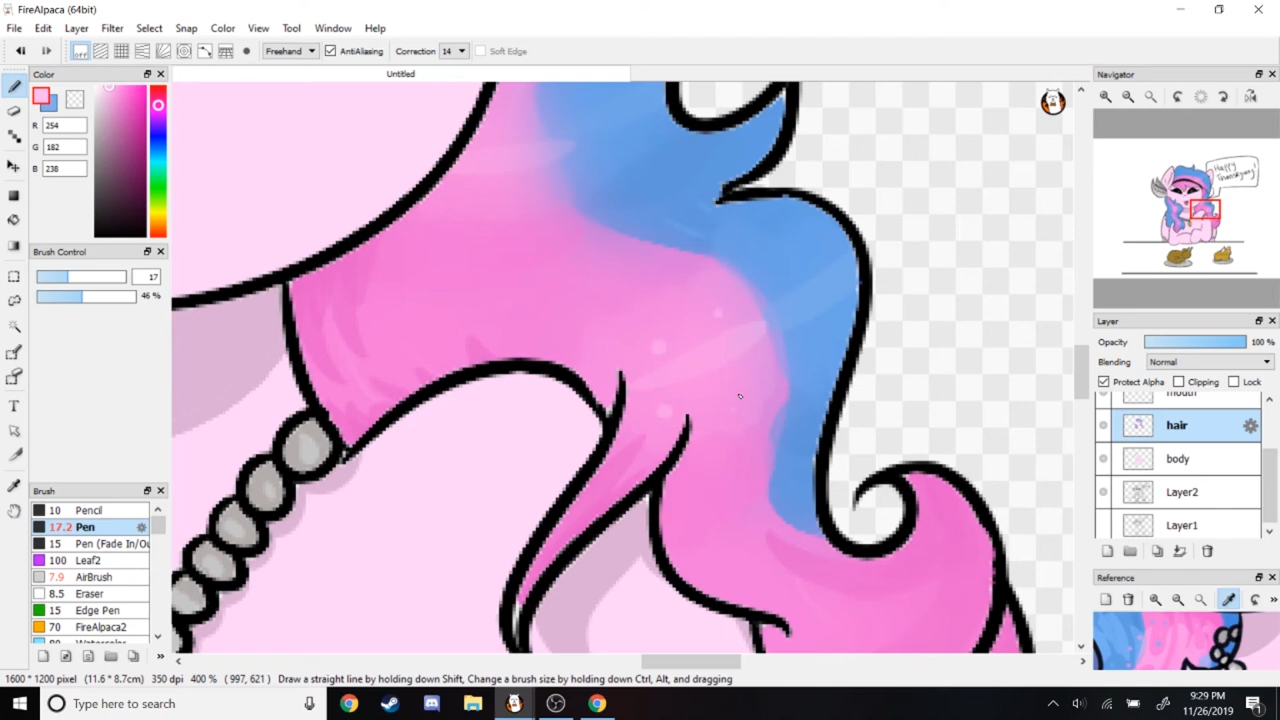 FireAlpaca (64bit)
File Edit Layer Filter Select Snap Color View Tool Window Help
off Freehand AntiAliasing Correction 14 Soft Edge
Color
Untitled
Navigator
R 254
G 182
B 238
Happy
Thanksgiving!
Brush Control
17
46 %
Layer
Opacity 100 %
Blending Normal
Protect Alpha Clipping Lock
mouth
hair
body
Layer2
Layer1
Brush
10 Pencil
17.2 Pen
15 Pen (Fade In/Ou
100 Leaf2
7.9 AirBrush
8.5 Eraser
15 Edge Pen
70 FireAlpaca2
80 Watercolor
Reference
1600 * 1200 pixel (11.6 * 8.7cm) 350 dpi 400 % ( 997, 621 ) Draw a straight line by holding down Shift, Change a brush size by holding down Ctrl, Alt, and dragging
Type here to search
9:29 PM
11/26/2019
1